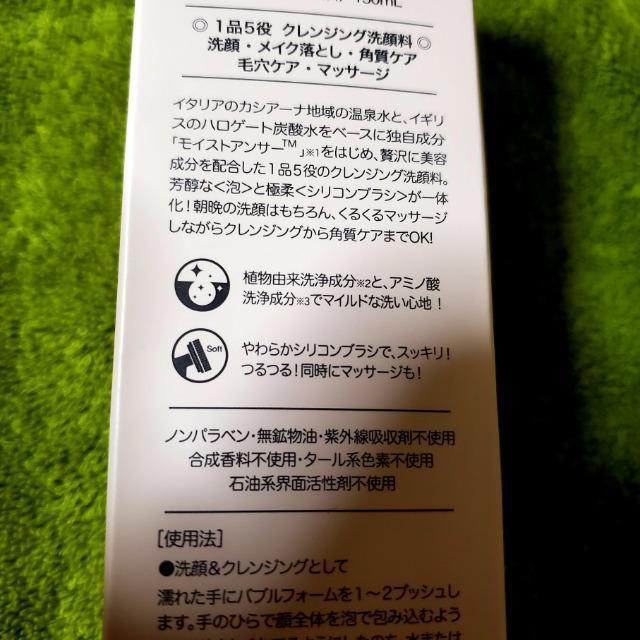 150mL
◎ 1品5役 クレンジング洗顔料 ◎
洗顔・メイク落とし・角質ケア
毛穴ケア・マッサージ
イタリアのカシアーナ地域の温泉水と、イギリ
スのハロゲート炭酸水をベースに独自成分
「モイストアンサー™」※1をはじめ、贅沢に美容
成分を配合した1品5役のクレンジング洗顔料。
芳醇な<泡>と極柔<シリコンブラシ>が一体
化!朝晩の洗顔はもちろん、くるくるマッサージ
しながらクレンジングから角質ケアまでOK!
植物由来洗浄成分※2と、アミノ酸
洗浄成分※3でマイルドな洗い心地!
Soft
やわらかシリコンブラシで、スッキリ!
つるつる!同時にマッサージも!
ノンパラベン・無鉱物油・紫外線吸収剤不使用
合成香料不使用・タール系色素不使用
石油系界面活性剤不使用
[使用法]
●洗顔&クレンジングとして
濡れた手にバブルフォームを1〜2プッシュし
ます。手のひらで顔全体を泡で包み込むよう